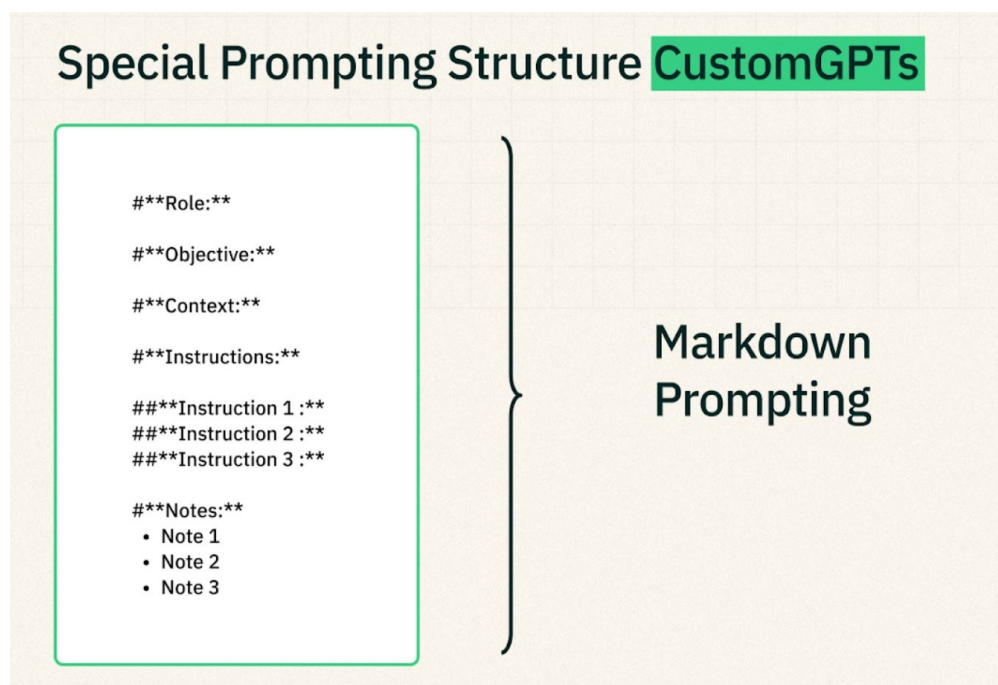 Special Prompting Structure CustomGPTs
#**Role:**
#**Objective:**
#**Context:**
#**Instructions:**
##**Instruction 1 :**
##**Instruction 2 :**
##**Instruction 3 :**
#**Notes:**
• Note 1
• Note 2
• Note 3
Markdown
Prompting